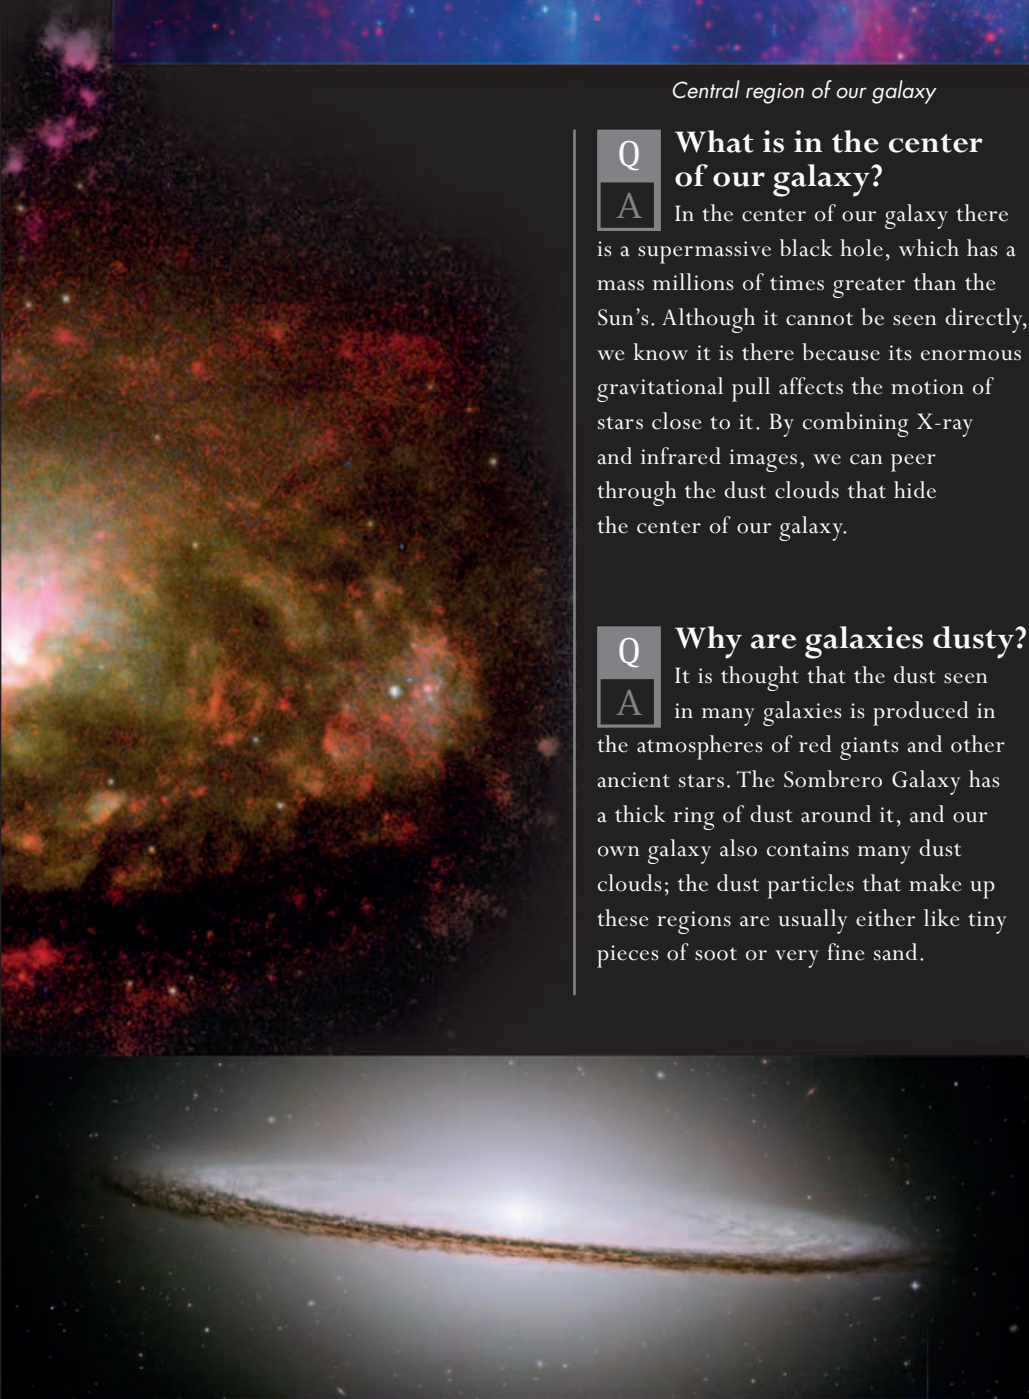 Central region of our galaxy
Q
What is in the center
of our galaxy?
A
In the center of our galaxy there
is a supermassive black hole, which has a
mass millions of times greater than the
Sun's. Although it cannot be seen directly,
we know it is there because its enormous
gravitational pull affects the motion of
stars close to it. By combining X-ray
and infrared images, we can peer
through the dust clouds that hide
the center of our galaxy.
Q
Why are galaxies dusty?
A
It is thought that the dust seen
in many galaxies is produced in
the atmospheres of red giants and other
ancient stars. The Sombrero Galaxy has
a thick ring of dust around it, and our
own galaxy also contains many dust
clouds; the dust particles that make up
these regions are usually either like tiny
pieces of soot or very fine sand.